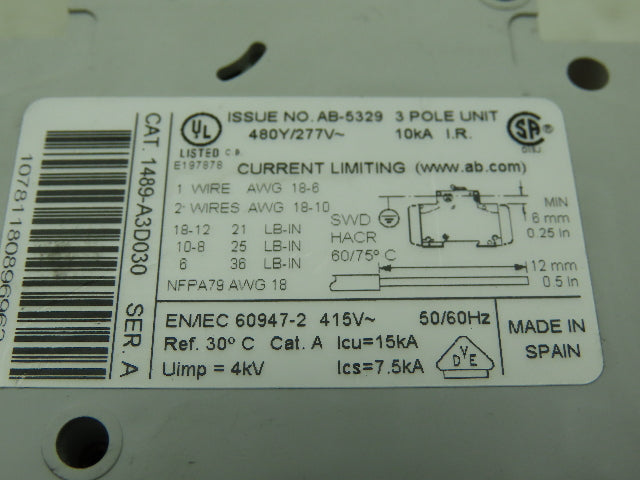 UL
LISTED C.B.
E197878
ISSUE NO. AB-5329 3 POLE UNIT
480Y/277V~ 10kA I.R.
SA
CURRENT LIMITING (www.ab.com)
1 WIRE AWG 18-6
2 WIRES AWG 18-10
18-12 21 LB-IN
10-8 25 LB-IN
6 36 LB-IN
NFPA79 AWG 18
SWD
HACR
60/75° C
MIN
6 mm
0.25 in
12 mm
0.5 in
EN/IEC 60947-2 415V~ 50/60Hz
Ref. 30° C Cat. A Icu=15kA
Uimp = 4kV Ics=7.5kA
DVE
MADE IN
SPAIN
CAT. 1489-A3D030 SER. A